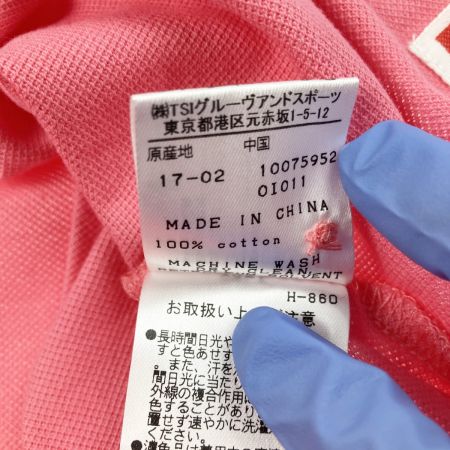 ㈱TSIグルーヴアンドスポーツ
東京都港区元赤坂1-5-12
原産地 中国
17-02 10075952
OI011
MADE IN CHINA
100% cotton
MACHINE WASH
H-860
お取扱い上 注意
●長時間日光や
すと色あせす
。また、汗を
間日光に当たり
外線の複合作用
色することがあり
置せず速やかに洗濯
ください。